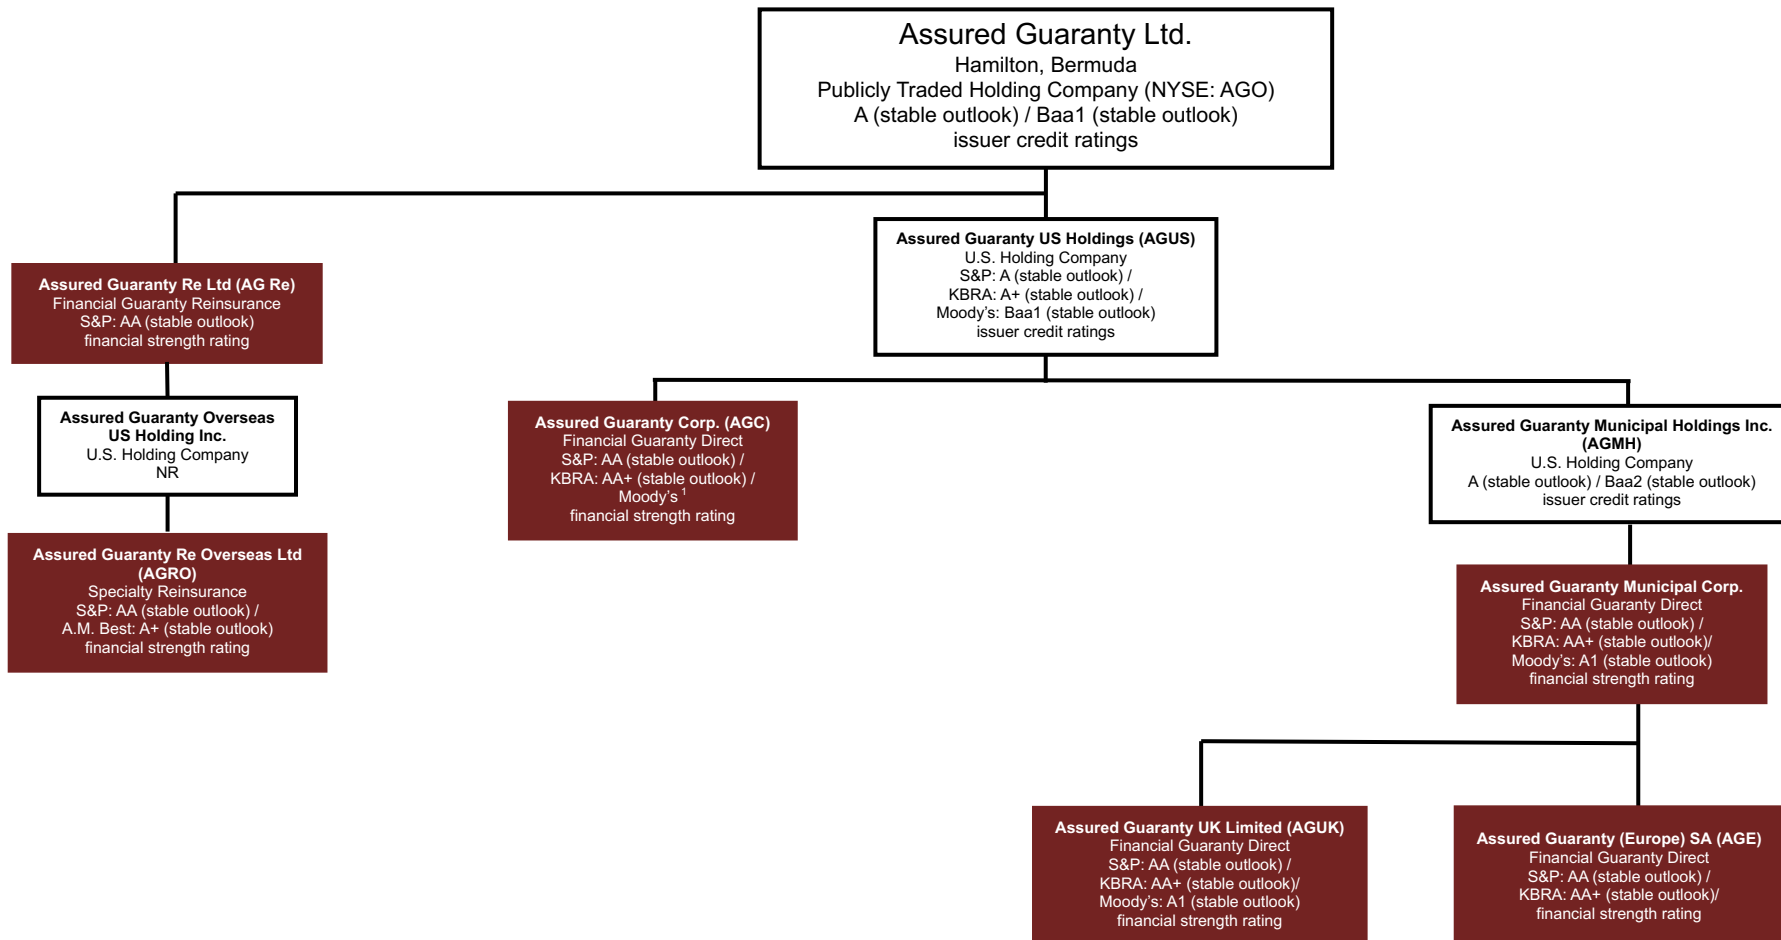 Assured Guaranty Ltd.
Hamilton, Bermuda
Publicly Traded Holding Company (NYSE: AGO)
A (stable outlook) / Baa1 (stable outlook)
issuer credit ratings
Assured Guaranty US Holdings (AGUS)
U.S. Holding Company
S&P: A (stable outlook) /
KBRA: A+ (stable outlook) /
Moody's: Baa1 (stable outlook)
issuer credit ratings
Assured Guaranty Re Ltd (AG Re)
Financial Guaranty Reinsurance
S&P: AA (stable outlook)
financial strength rating
Assured Guaranty Overseas
US Holding Inc.
U.S. Holding Company
NR
Assured Guaranty Corp. (AGC)
Financial Guaranty Direct
S&P: AA (stable outlook) /
KBRA: AA+ (stable outlook) /
Moody's 1
financial strength rating
Assured Guaranty Municipal Holdings Inc.
(AGMH)
U.S. Holding Company
A (stable outlook) / Baa2 (stable outlook)
issuer credit ratings
Assured Guaranty Re Overseas Ltd
(AGRO)
Specialty Reinsurance
S&P: AA (stable outlook) /
A.M. Best: A+ (stable outlook)
financial strength rating
Assured Guaranty Municipal Corp.
Financial Guaranty Direct
S&P: AA (stable outlook) /
KBRA: AA+ (stable outlook)/
Moody's: A1 (stable outlook)
financial strength rating
Assured Guaranty UK Limited (AGUK)
Financial Guaranty Direct
S&P: AA (stable outlook) /
KBRA: AA+ (stable outlook)/
Moody's: A1 (stable outlook)
financial strength rating
Assured Guaranty (Europe) SA (AGE)
Financial Guaranty Direct
S&P: AA (stable outlook) /
KBRA: AA+ (stable outlook)/
financial strength rating